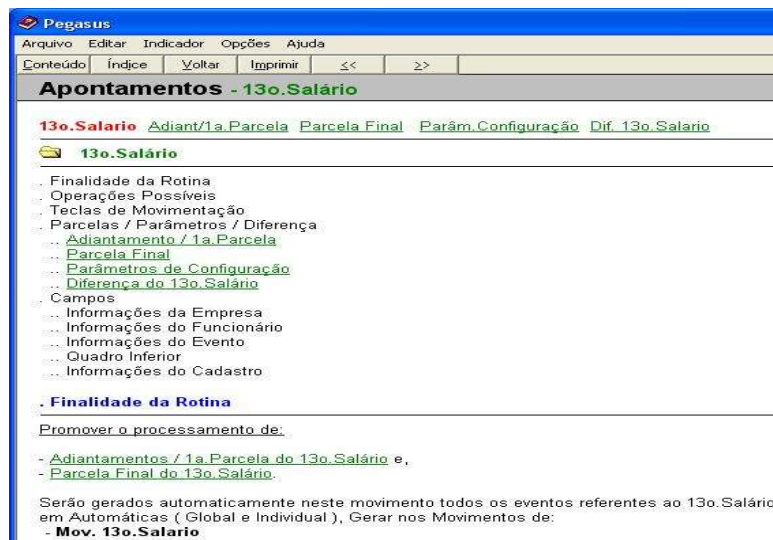 Pegasus
Arquivo Editar Indicador Opções Ajuda
Conteúdo Índice Voltar Imprimir << >>
Apontamentos - 13o.Salário
13o.Salario Adiant/1a.Parcela Parcela Final Parâm.Configuração Dif. 13o.Salario
13o.Salário
. Finalidade da Rotina
. Operações Possíveis
. Teclas de Movimentação
. Parcelas / Parâmetros / Diferença
.. Adiantamento / 1a.Parcela
.. Parcela Final
.. Parâmetros de Configuração
.. Diferença do 13o.Salário
. Campos
.. Informações da Empresa
.. Informações do Funcionário
.. Informações do Evento
.. Quadro Inferior
.. Informações do Cadastro
. Finalidade da Rotina
Promover o processamento de:
- Adiantamentos / 1a.Parcela do 13o.Salário e,
- Parcela Final do 13o.Salário.
Serão gerados automaticamente neste movimento todos os eventos referentes ao 13o.Salário
em Automáticas ( Global e Individual ), Gerar nos Movimentos de:
- Mov. 13o.Salario